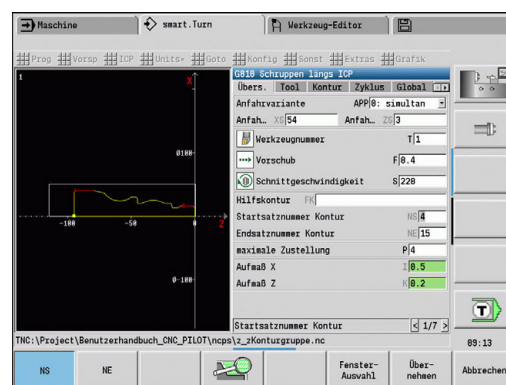 Maschine
smart.Turn
Werkzeug-Editor
Prog Vorsp ICP Units» Goto Konfig Sonst Extras Grafik
1
X
Ø100
-100 -50 0 Z
Ø-100
G810 Schruppen längs ICP
Übers. Tool Kontur Zyklus Global
Anfahrvariante APP 0: simultan
Anfah… XS 54 Anfah… ZS 3
Werkzeugnummer T 1
Vorschub F 0.4
Schnittgeschwindigkeit S 220
Hilfskontur FK
Startsatznummer Kontur NS 4
Endsatznummer Kontur NE 15
maximale Zustellung P 4
Aufmaß X I 0.5
Aufmaß Z K 0.2
Startsatznummer Kontur < 1/7 >
T
TNC:\Project\Benutzerhandbuch_CNC_PILOT\ncps\z_zKonturgruppe.nc
09:13
NS
NE
Fenster-
Auswahl
Über-
nehmen
Abbrechen